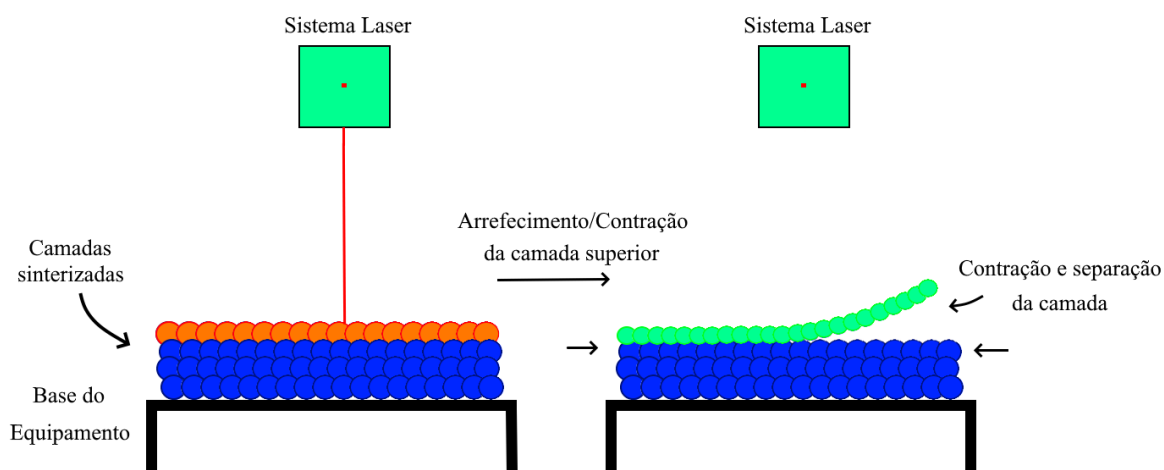 Sistema Laser
Sistema Laser
Arrefecimento/Contração
da camada superior
Camadas
sinterizadas
Contração e separação
da camada
Base do
Equipamento